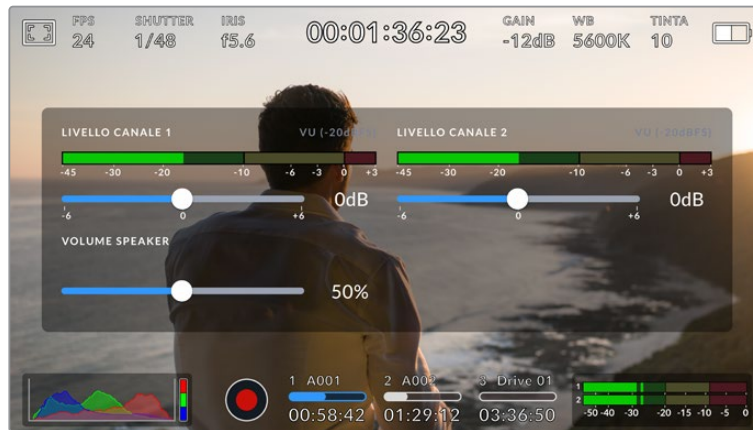 FPS SHUTTER IRIS 00:01:36:23 GAIN WB TINTA
24 1/48 f5.6 -12dB 5600K 10
LIVELLO CANALE 1 VU (-20dBFS) LIVELLO CANALE 2 VU (-20dBFS)
-45 -30 -20 -10 -6 -3 0 +3 -45 -30 -20 -10 -6 -3 0 +3
0dB 0dB
-6 0 +6 -6 0 +6
VOLUME SPEAKER
50%
1 A001 2 A002 3 Drive 01
00:58:42 01:29:12 03:36:50
1
2
-50 -40 -30 -20 -15 -10 -5 0